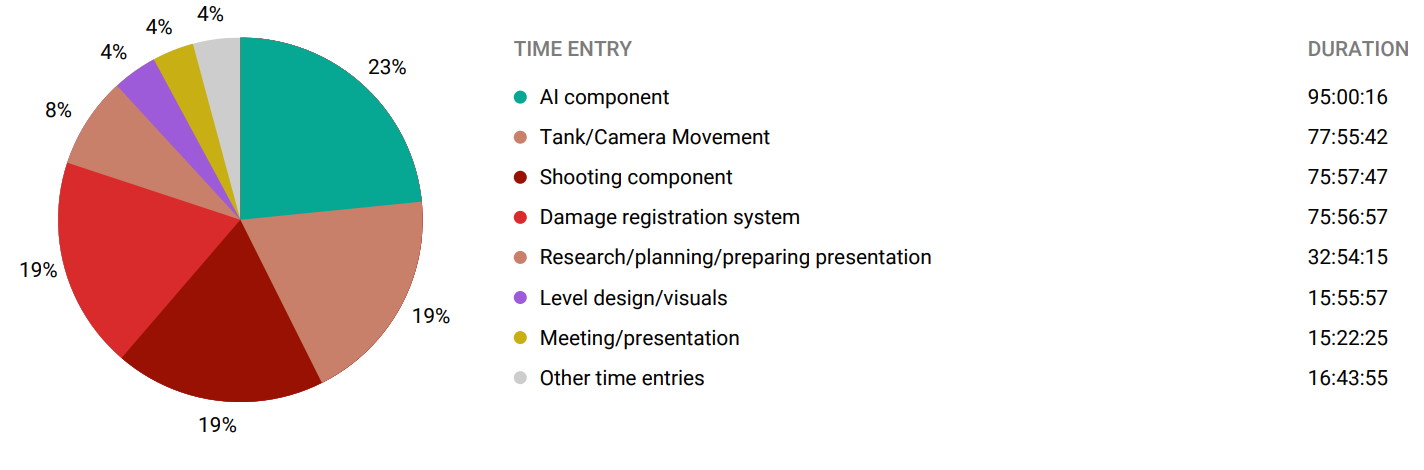 4%
4%
4%
23%
8%
19%
19%
19%
TIME ENTRY DURATION
AI component 95:00:16
Tank/Camera Movement 77:55:42
Shooting component 75:57:47
Damage registration system 75:56:57
Research/planning/preparing presentation 32:54:15
Level design/visuals 15:55:57
Meeting/presentation 15:22:25
Other time entries 16:43:55